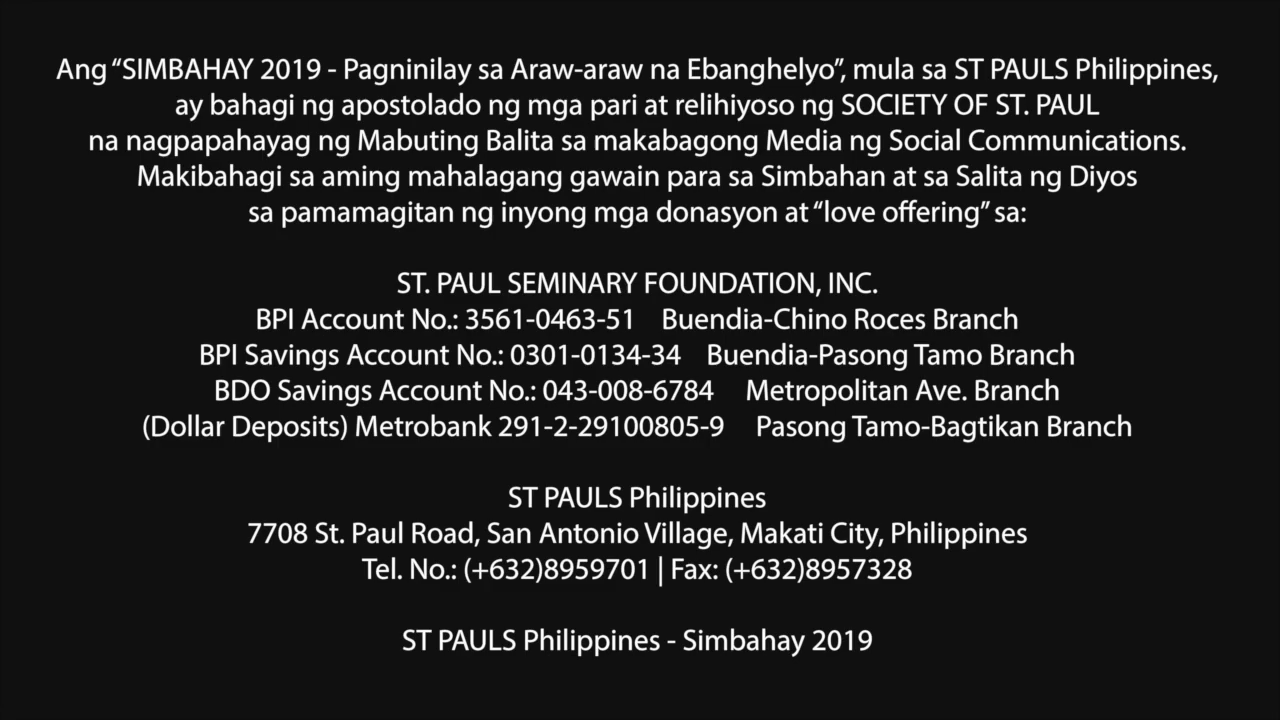 Ang “SIMBAHAY 2019 - Pagninilay sa Araw-araw na Ebanghelyo”, mula sa ST PAULS Philippines,
ay bahagi ng apostolado ng mga pari at relihiyoso ng SOCIETY OF ST. PAUL
na nagpapahayag ng Mabuting Balita sa makabagong Media ng Social Communications.
Makibahagi sa aming mahalagang gawain para sa Simbahan at sa Salita ng Diyos
sa pamamagitan ng inyong mga donasyon at “love offering” sa:
ST. PAUL SEMINARY FOUNDATION, INC.
BPI Account No.: 3561-0463-51 Buendia-Chino Roces Branch
BPI Savings Account No.: 0301-0134-34 Buendia-Pasong Tamo Branch
BDO Savings Account No.: 043-008-6784 Metropolitan Ave. Branch
(Dollar Deposits) Metrobank 291-2-29100805-9 Pasong Tamo-Bagtikan Branch
ST PAULS Philippines
7708 St. Paul Road, San Antonio Village, Makati City, Philippines
Tel. No.: (+632)8959701 | Fax: (+632)8957328
ST PAULS Philippines - Simbahay 2019